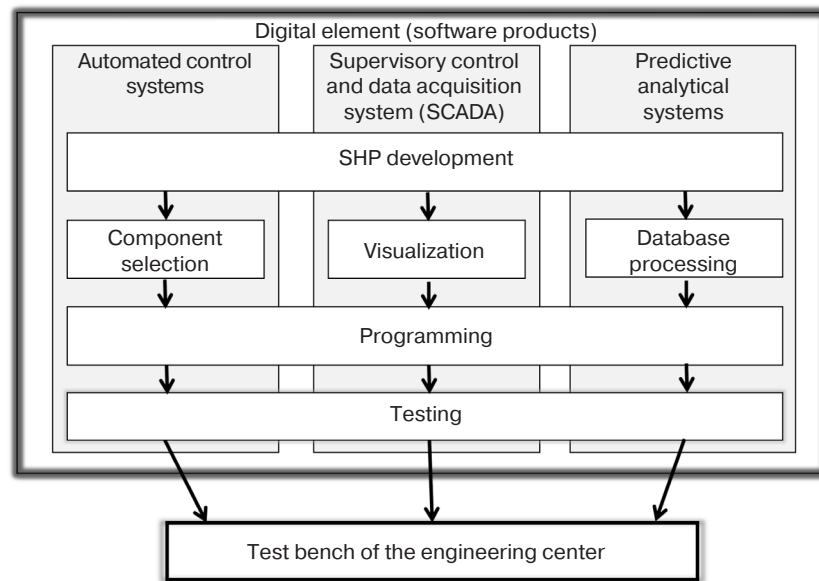 Digital element (software products)
Automated control
systems
Supervisory control
and data acquisition
system (SCADA)
Predictive
analytical
systems
SHP development
Component
selection
Visualization
Database
processing
Programming
Testing
Test bench of the engineering center